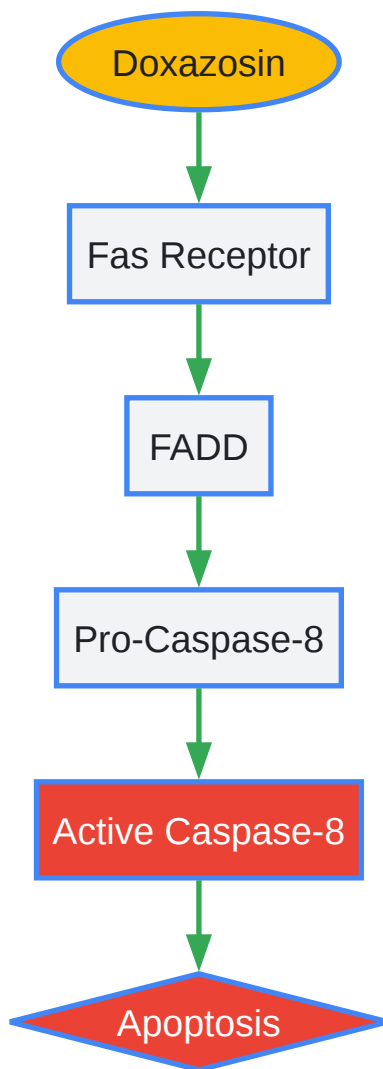 Doxazosin
Fas Receptor
FADD
Pro-Caspase-8
Active Caspase-8
Apoptosis